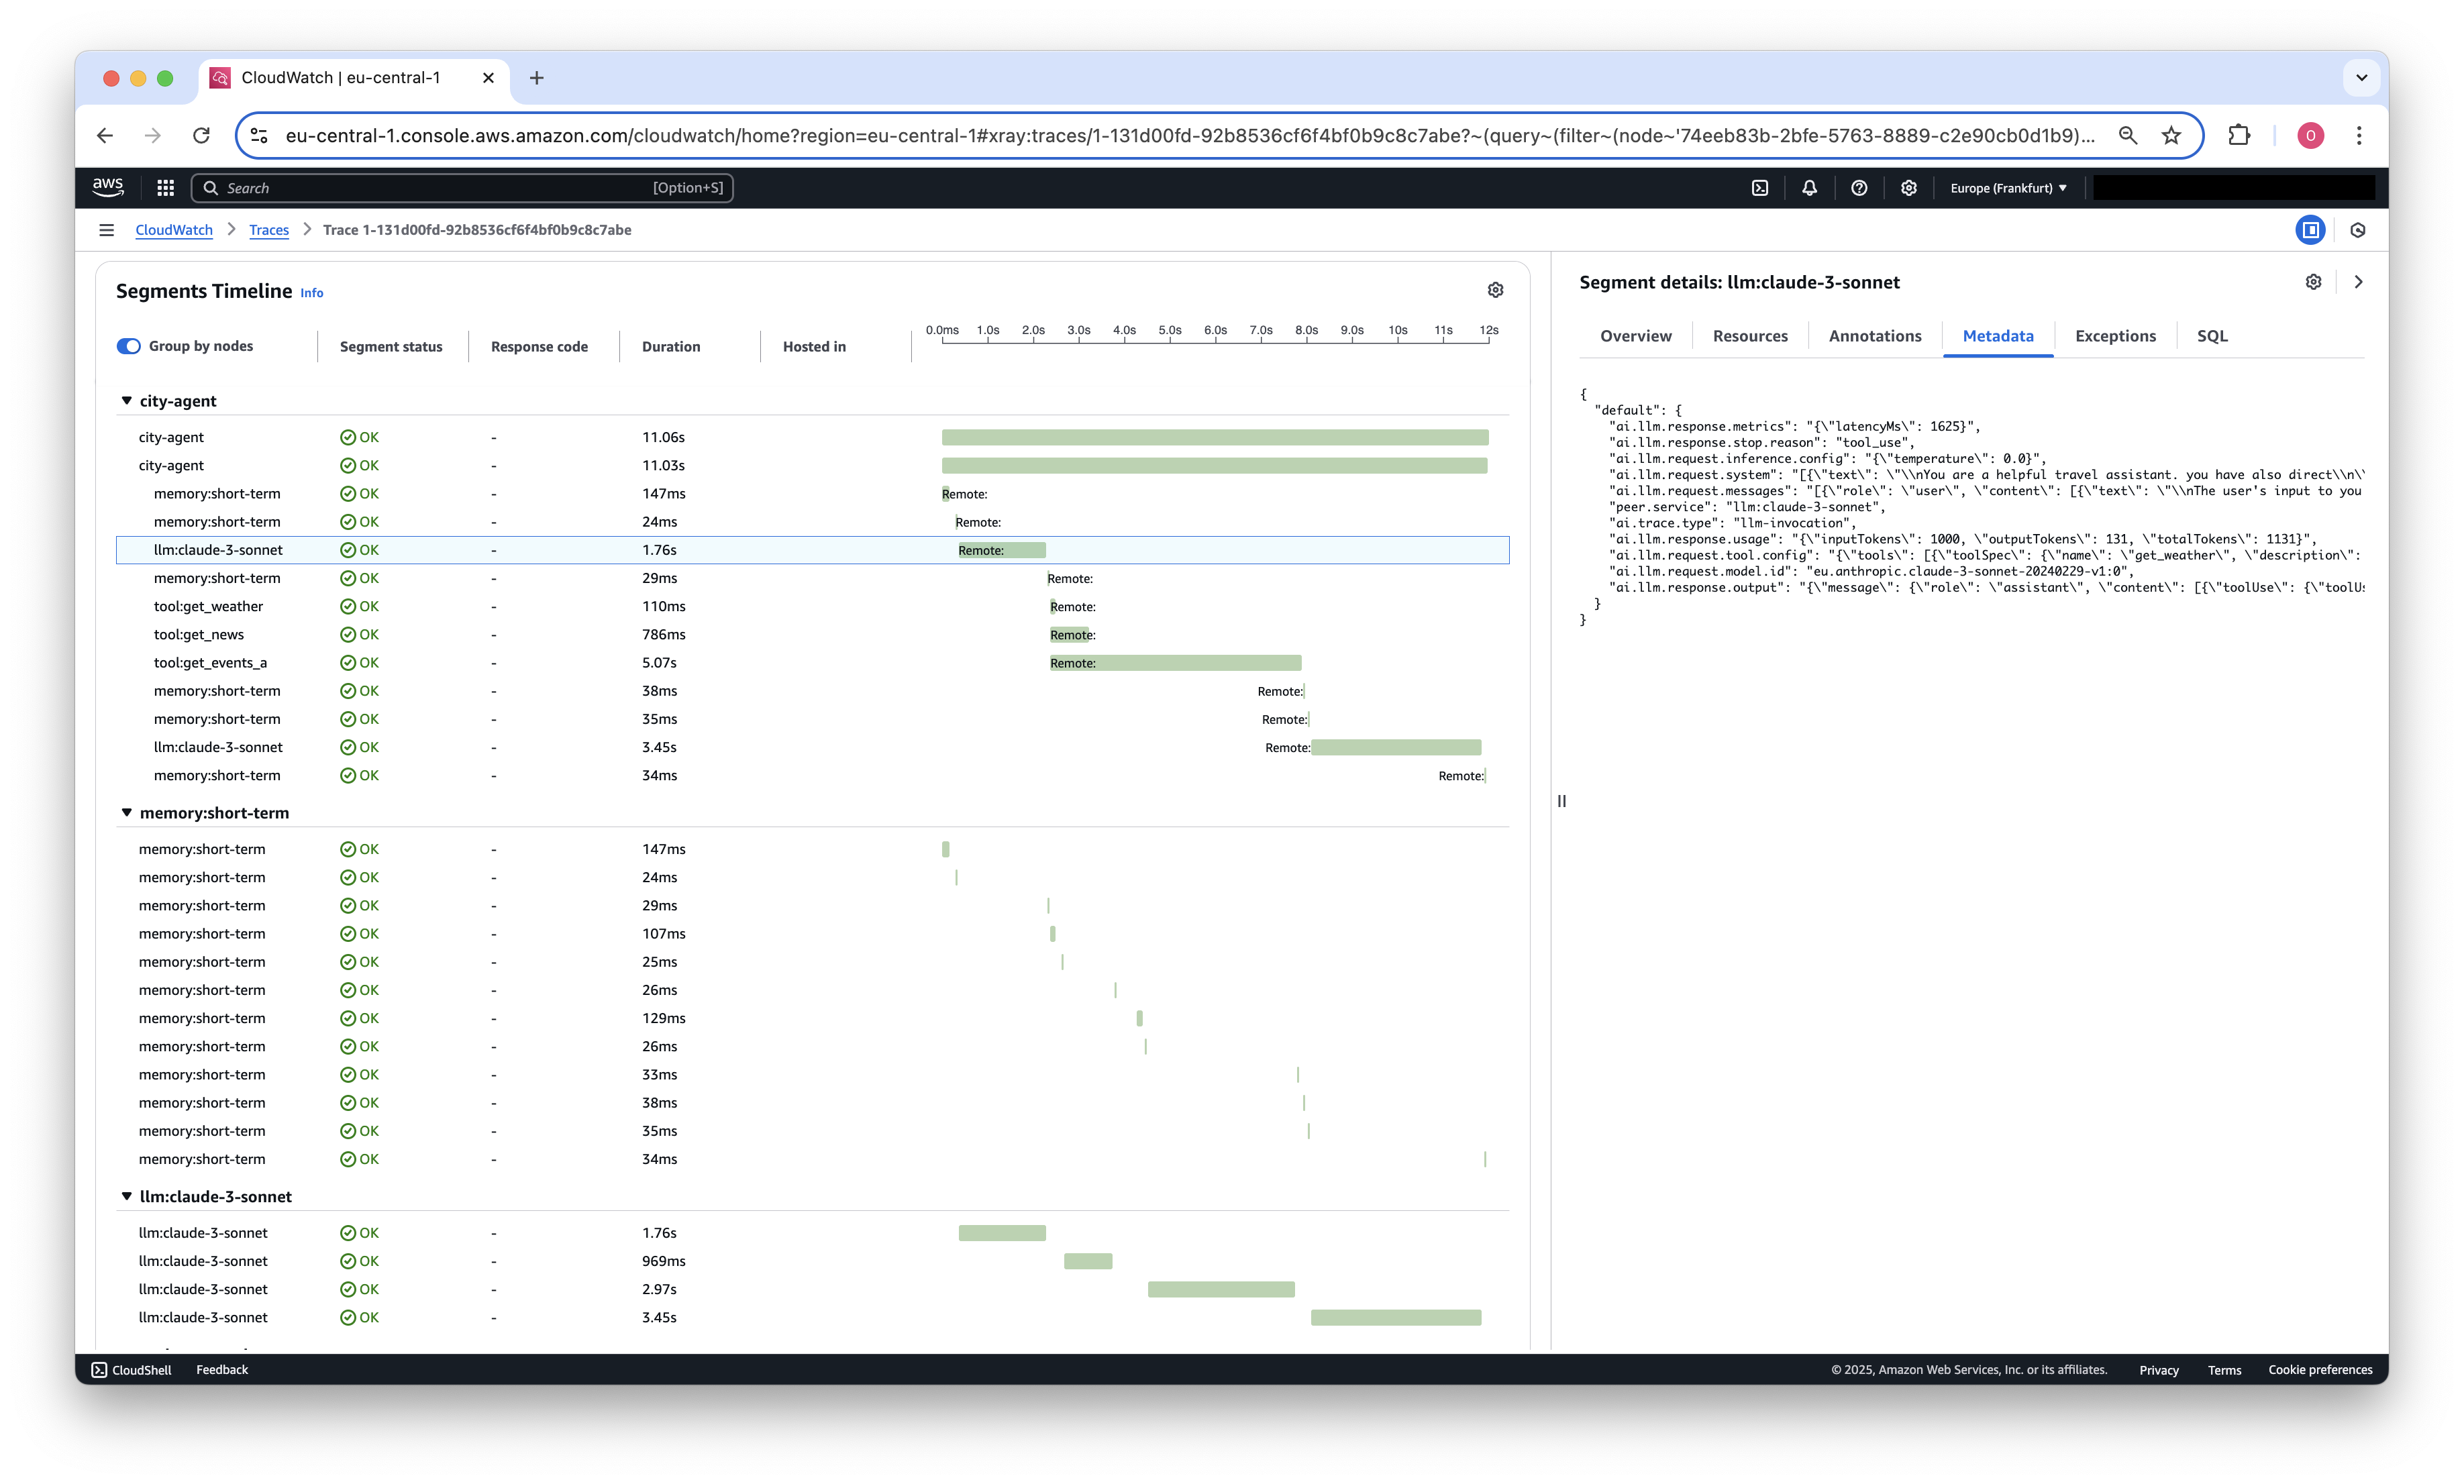 CloudWatch | eu-central-1
eu-central-1.console.aws.amazon.com/cloudwatch/home?region=eu-central-1#xray:traces/1-131d00fd-92b8536cf6f4bf0b9c8c7abe?~(query~(filter~(node~'74eeb83b-2bfe-5763-8889-c2e90cb0d1b9)...
O
aws Search [Option+S] Europe (Frankfurt)
CloudWatch Traces Trace 1-131d00fd-92b8536cf6f4bf0b9c8c7abe
Segments Timeline Info
0.0ms 1.0s 2.0s 3.0s 4.0s 5.0s 6.0s 7.0s 8.0s 9.0s 10s 11s 12s
Group by nodes Segment status Response code Duration Hosted in
city-agent
city-agent OK - 11.06s
city-agent OK - 11.03s
memory:short-term OK - 147ms Remote:
memory:short-term OK - 24ms Remote:
llm:claude-3-sonnet OK - 1.76s Remote:
memory:short-term OK - 29ms Remote:
tool:get_weather OK - 110ms Remote:
tool:get_news OK - 786ms Remote:
tool:get_events_a OK - 5.07s Remote:
memory:short-term OK - 38ms Remote:
memory:short-term OK - 35ms Remote:
llm:claude-3-sonnet OK - 3.45s Remote:
memory:short-term OK - 34ms Remote:
memory:short-term
memory:short-term OK - 147ms
memory:short-term OK - 24ms
memory:short-term OK - 29ms
memory:short-term OK - 107ms
memory:short-term OK - 25ms
memory:short-term OK - 26ms
memory:short-term OK - 129ms
memory:short-term OK - 26ms
memory:short-term OK - 33ms
memory:short-term OK - 38ms
memory:short-term OK - 35ms
memory:short-term OK - 34ms
llm:claude-3-sonnet
llm:claude-3-sonnet OK - 1.76s
llm:claude-3-sonnet OK - 969ms
llm:claude-3-sonnet OK - 2.97s
llm:claude-3-sonnet OK - 3.45s
Segment details: llm:claude-3-sonnet
Overview Resources Annotations Metadata Exceptions SQL
{
"default": {
"ai.llm.response.metrics": "{\"latencyMs\": 1625}",
"ai.llm.response.stop.reason": "tool_use",
"ai.llm.request.inference.config": "{\"temperature\": 0.0}",
"ai.llm.request.system": "[{\"text\": \"\\nYou are a helpful travel assistant. you have also direct\\n\\
"ai.llm.request.messages": "[{\"role\": \"user\", \"content\": [{\"text\": \"\\nThe user's input to you
"peer.service": "llm:claude-3-sonnet",
"ai.trace.type": "llm-invocation",
"ai.llm.response.usage": "{\"inputTokens\": 1000, \"outputTokens\": 131, \"totalTokens\": 1131}",
"ai.llm.request.tool.config": "{\"tools\": [{\"toolSpec\": {\"name\": \"get_weather\", \"description\":
"ai.llm.request.model.id": "eu.anthropic.claude-3-sonnet-20240229-v1:0",
"ai.llm.response.output": "{\"message\": {\"role\": \"assistant\", \"content\": [{\"toolUse\": {\"toolU
}
}
CloudShell Feedback © 2025, Amazon Web Services, Inc. or its affiliates. Privacy Terms Cookie preferences